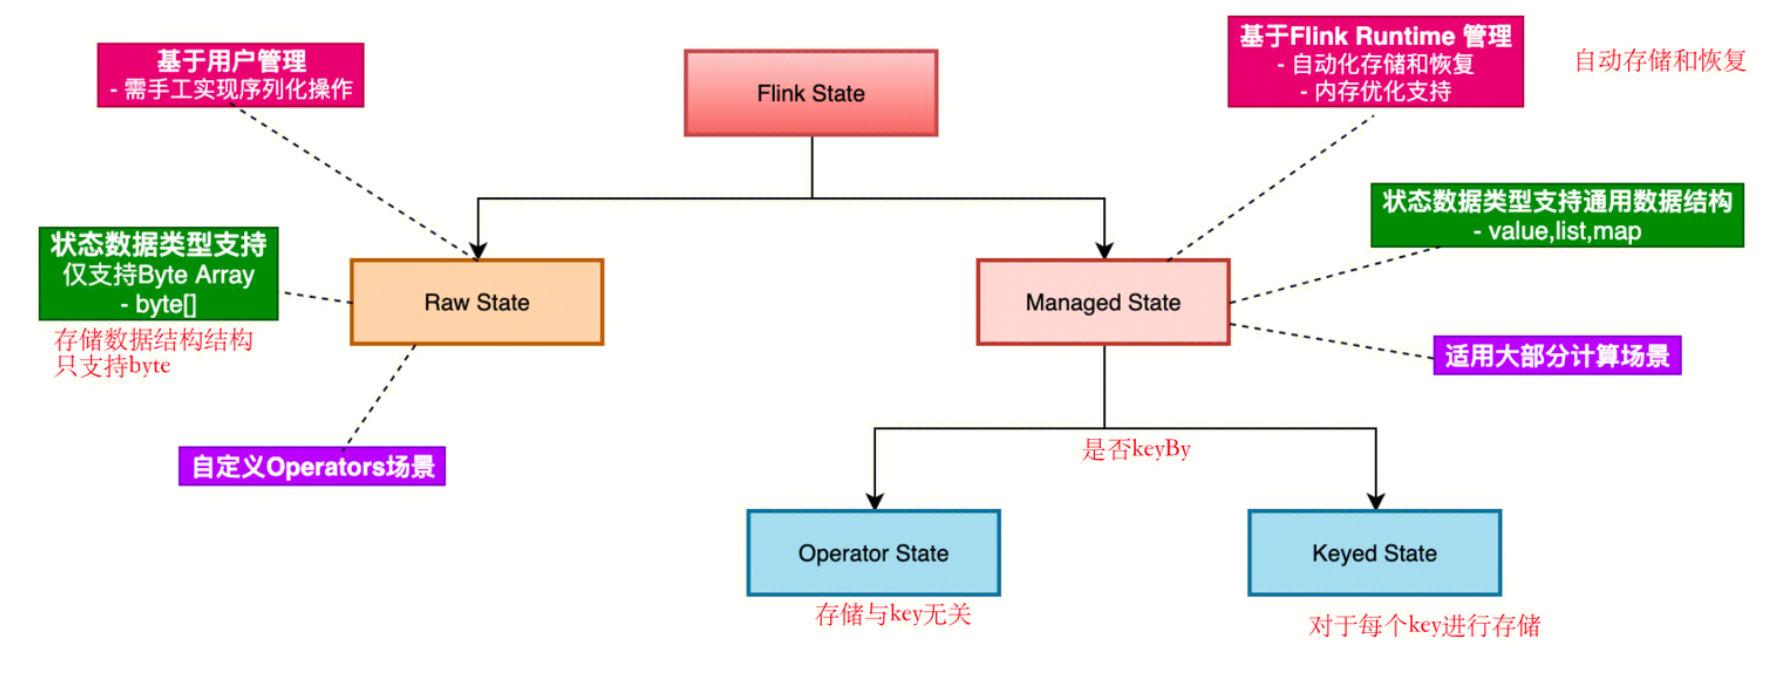 基于用户管理
- 需手工实现序列化操作
Flink State
基于Flink Runtime 管理
- 自动化存储和恢复
- 内存优化支持
自动存储和恢复
状态数据类型支持通用数据结构
- value,list,map
状态数据类型支持
仅支持Byte Array
- byte[]
存储数据结构结构
只支持byte
Raw State
Managed State
适用大部分计算场景
自定义Operators场景
是否keyBy
Operator State
存储与key无关
Keyed State
对于每个key进行存储